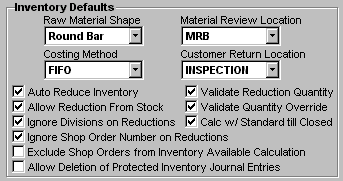 Inventory Defaults
Raw Material Shape Material Review Location
Round Bar MRB
Costing Method Customer Return Location
FIFO INSPECTION
Auto Reduce Inventory Validate Reduction Quantity
Allow Reduction From Stock Validate Quantity Override
Ignore Divisions on Reductions Calc w/ Standard till Closed
Ignore Shop Order Number on Reductions
Exclude Shop Orders from Inventory Available Calculation
Allow Deletion of Protected Inventory Journal Entries